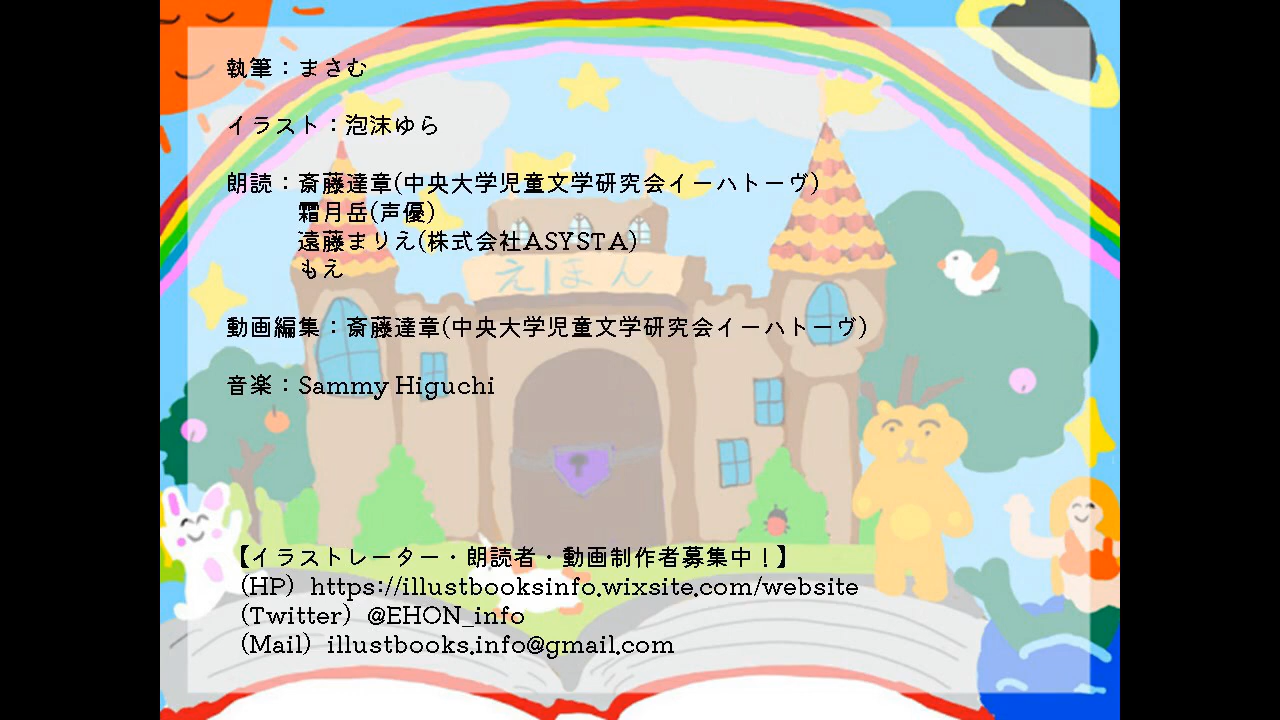 執筆：まさむ
イラスト：泡沫ゆら
朗読：斎藤達章(中央大学児童文学研究会イーハトーヴ)
霜月岳(声優)
遠藤まりえ(株式会社ASYSTA)
もえ
えほん
動画編集：斎藤達章(中央大学児童文学研究会イーハトーヴ)
音楽：Sammy Higuchi
【イラストレーター・朗読者・動画制作者募集中！】
（HP）https://illustbooksinfo.wixsite.com/website
（Twitter）@EHON_info
（Mail）illustbooks.info@gmail.com